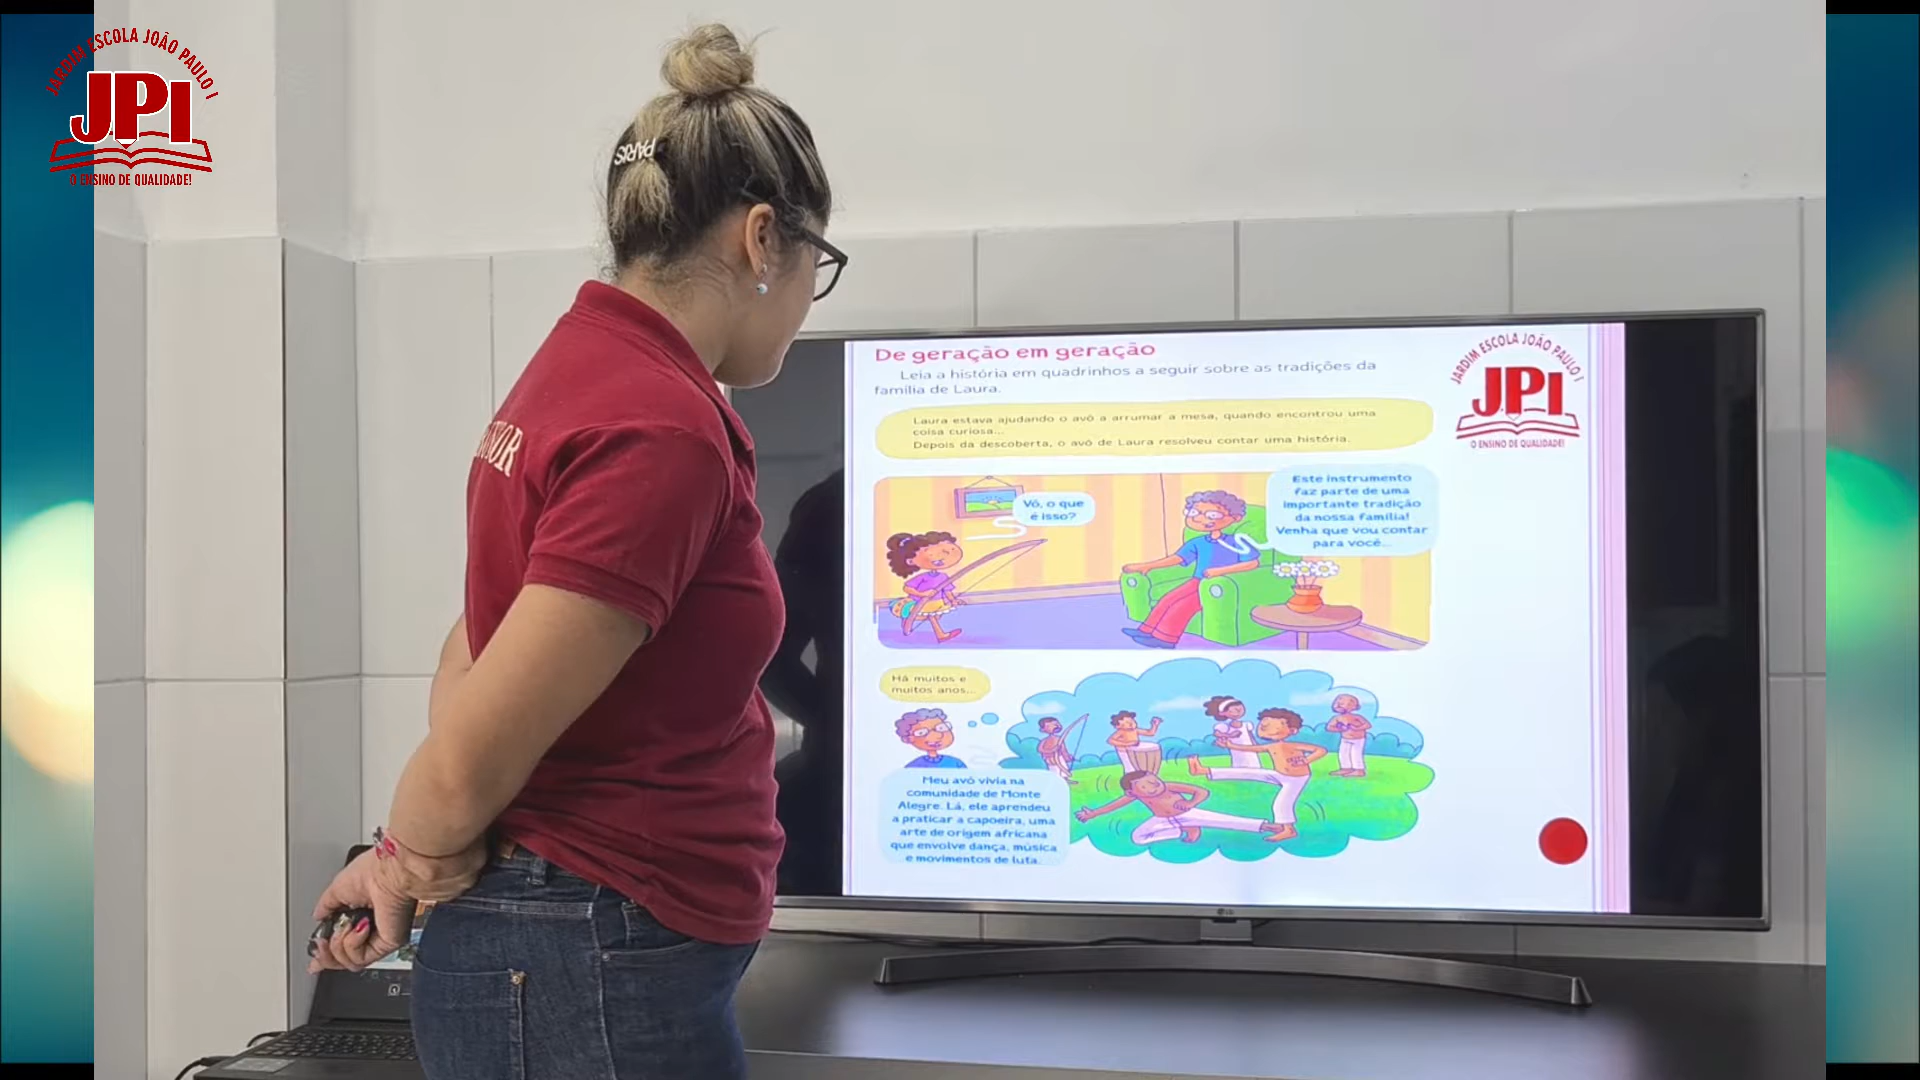 JARDIM ESCOLA JOÃO PAULO I
JPI
O ENSINO DE QUALIDADE!
PARIS
De geração em geração
Leia a história em quadrinhos a seguir sobre as tradições da
família de Laura.
JARDIM ESCOLA JOÃO PAULO I
JPI
O ENSINO DE QUALIDADE!
Laura estava ajudando o avô a arrumar a mesa, quando encontrou uma
coisa curiosa...
Depois da descoberta, o avô de Laura resolveu contar uma história.
Vô, o que
é isso?
Este instrumento
faz parte de uma
importante tradição
da nossa família!
Venha que vou contar
para você...
Há muitos e
muitos anos...
Meu avô vivia na
comunidade de Monte
Alegre. Lá, ele aprendeu
a praticar a capoeira, uma
arte de origem africana
que envolve dança, música
e movimentos de luta.
LG